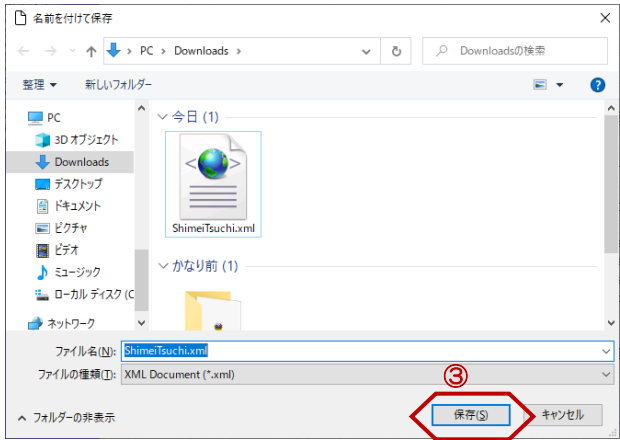 名前を付けて保存
PC › Downloads ›
Downloadsの検索
整理
新しいフォルダー
PC
3D オブジェクト
Downloads
デスクトップ
ドキュメント
ピクチャ
ビデオ
ミュージック
ローカル ディスク (C
ネットワーク
今日 (1)
ShimeiTsuchi.xml
かなり前 (1)
ファイル名(N):
ShimeiTsuchi.xml
ファイルの種類(T):
XML Document (*.xml)
③
フォルダーの非表示
保存(S)
キャンセル